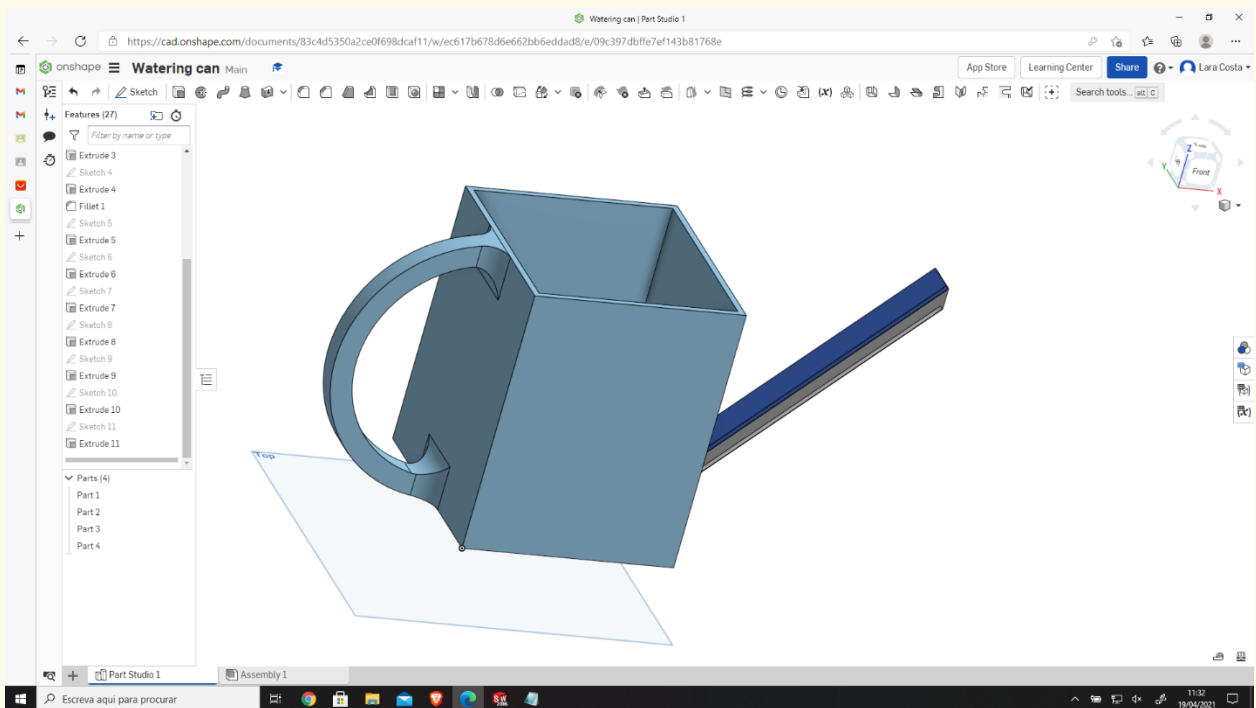 Watering can | Part Studio 1
https://cad.onshape.com/documents/83c4d5350a2ce0f698dcaf11/w/ec617b678d6e662bb6eddad8/e/09c397dbffe7ef143b81768e
onshape Watering can Main App Store Learning Center Share Lara Costa
Sketch Search tools... alt C
Features (27)
Filter by name or type
Extrude 3
Sketch 4
Extrude 4
Fillet 1
Sketch 5
Extrude 5
Sketch 6
Extrude 6
Sketch 7
Extrude 7
Sketch 8
Extrude 8
Sketch 9
Extrude 9
Sketch 10
Extrude 10
Sketch 11
Extrude 11
Parts (4)
Part 1
Part 2
Part 3
Part 4
Z
Y
Front
X
Top
Part Studio 1 Assembly 1
Escreva aqui para procurar
11:32
19/04/2021